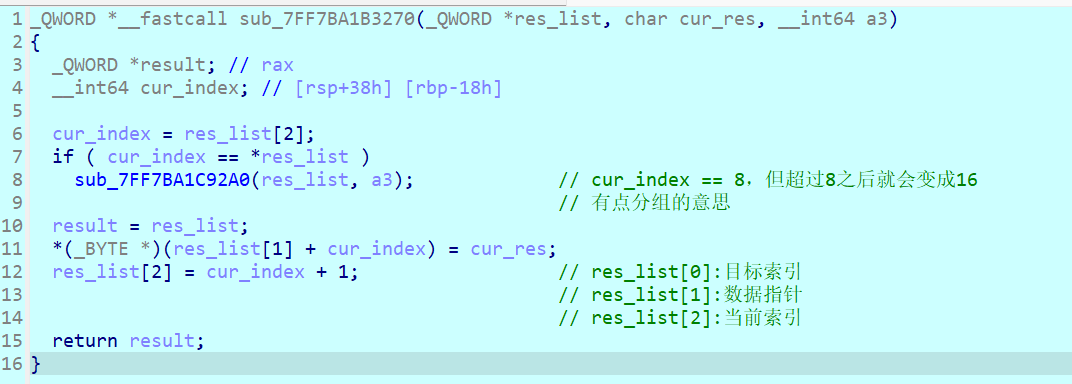 1 _QWORD *__fastcall sub_7FF7BA1B3270(_QWORD *res_list, char cur_res, __int64 a3)
2 {
3   _QWORD *result; // rax
4   __int64 cur_index; // [rsp+38h] [rbp-18h]
5
6   cur_index = res_list[2];
7   if ( cur_index == *res_list )
8     sub_7FF7BA1C92A0(res_list, a3);             // cur_index == 8，但超过8之后就会变成16
9                                                 // 有点分组的意思
10   result = res_list;
11   *(_BYTE *)(res_list[1] + cur_index) = cur_res;
12   res_list[2] = cur_index + 1;                  // res_list[0]:目标索引
13                                                 // res_list[1]:数据指针
14                                                 // res_list[2]:当前索引
15   return result;
16 }